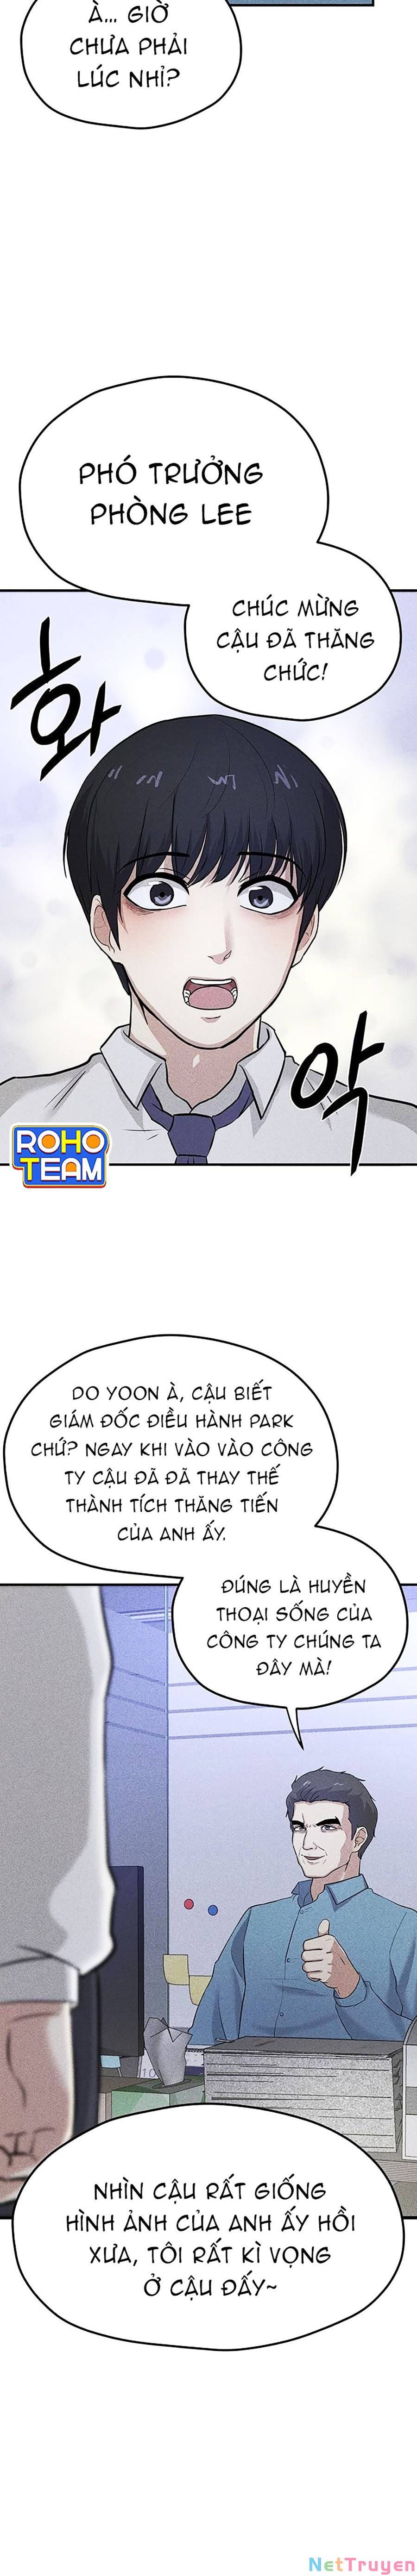 À... GIỜ
CHƯA PHẢI
LÚC NHỈ?
PHÓ TRƯỞNG
PHÒNG LEE
CHÚC MỪNG
CẬU ĐÃ THĂNG
CHỨC!
화
악
ROHO
TEAM
DO YOON À, CẬU BIẾT
GIÁM ĐỐC ĐIỀU HÀNH PARK
CHỨ? NGAY KHI VÀO VÀO CÔNG
TY CẬU ĐÃ ĐÃ THAY THẾ
THÀNH TÍCH THĂNG TIẾN
CỦA ANH ẤY.
ĐÚNG LÀ HUYỀN
THOẠI SỐNG CỦA
CÔNG TY CHÚNG TA
ĐÂY MÀ!
NHÌN CẬU RẤT GIỐNG
HÌNH ẢNH CỦA ANH ẤY HỒI
XƯA, TÔI RẤT KÌ VỌNG
Ở CẬU ĐẤY~
NETTRUYEN